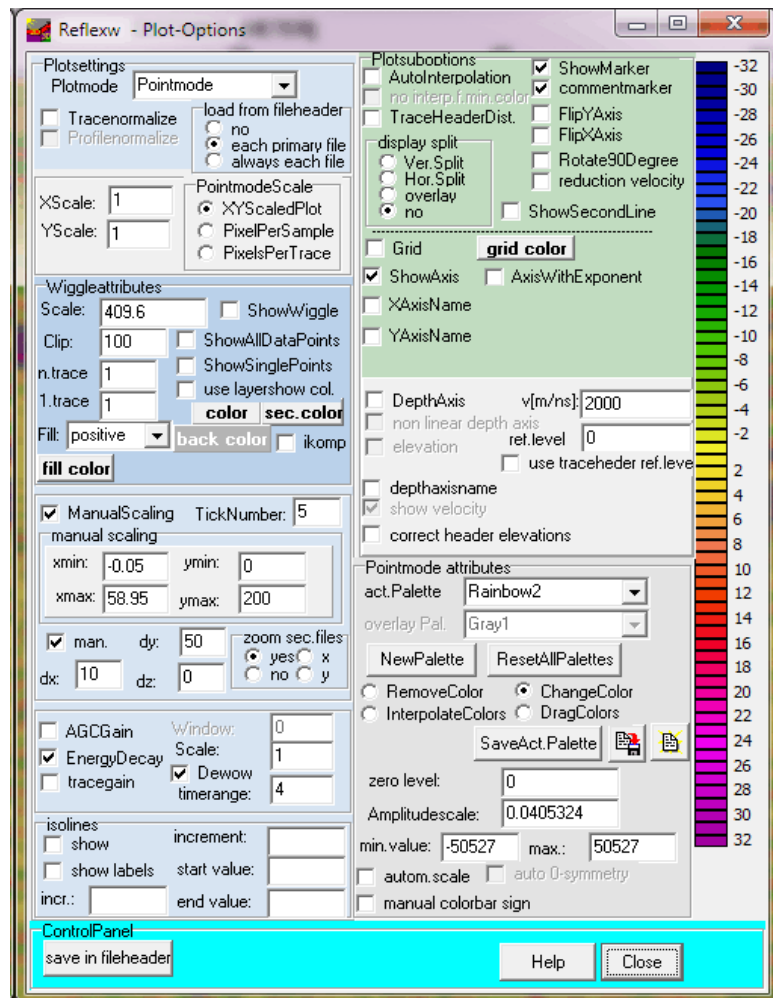 Reflexw - Plot-Options
Plotsettings
Plotmode Pointmode
Tracenormalize
Profilenormalize
load from fileheader
no
each primary file
always each file
XScale: 1
YScale: 1
PointmodeScale
XYScaledPlot
PixelPerSample
PixelsPerTrace
Wiggleattributes
Scale: 409.6 ShowWiggle
Clip: 100 ShowAllDataPoints
n.trace 1 ShowSinglePoints
1.trace 1 use layershow col.
color sec.color
Fill: positive back color ikomp
fill color
ManualScaling TickNumber: 5
manual scaling
xmin: -0.05 ymin: 0
xmax: 58.95 ymax: 200
man. dy: 50
dx: 10 dz: 0
zoom sec.files
yes x
no y
AGCGain Window: 0
EnergyDecay Scale: 1
tracegain Dewow
timerange: 4
isolines
show increment:
show labels start value:
incr.: end value:
Plotsuboptions
AutoInterpolation ShowMarker
no interp.f.min.color commentmarker
TraceHeaderDist. FlipYAxis
FlipXAxis
display split
Ver.Split Rotate90Degree
Hor.Split reduction velocity
overlay
no ShowSecondLine
Grid grid color
ShowAxis AxisWithExponent
XAxisName
YAxisName
DepthAxis v[m/ns]: 2000
non linear depth axis
elevation ref.level 0
use traceheder ref.leve
depthaxisname
show velocity
correct header elevations
Pointmode attributes
act.Palette Rainbow2
overlay Pal. Gray1
NewPalette ResetAllPalettes
RemoveColor ChangeColor
InterpolateColors DragColors
SaveAct.Palette
zero level: 0
Amplitudescale: 0.0405324
min.value: -50527 max.: 50527
autom.scale auto 0-symmetry
manual colorbar sign
-32
-30
-28
-26
-24
-22
-20
-18
-16
-14
-12
-10
-8
-6
-4
-2
2
4
6
8
10
12
14
16
18
20
22
24
26
28
30
32
ControlPanel
save in fileheader Help Close